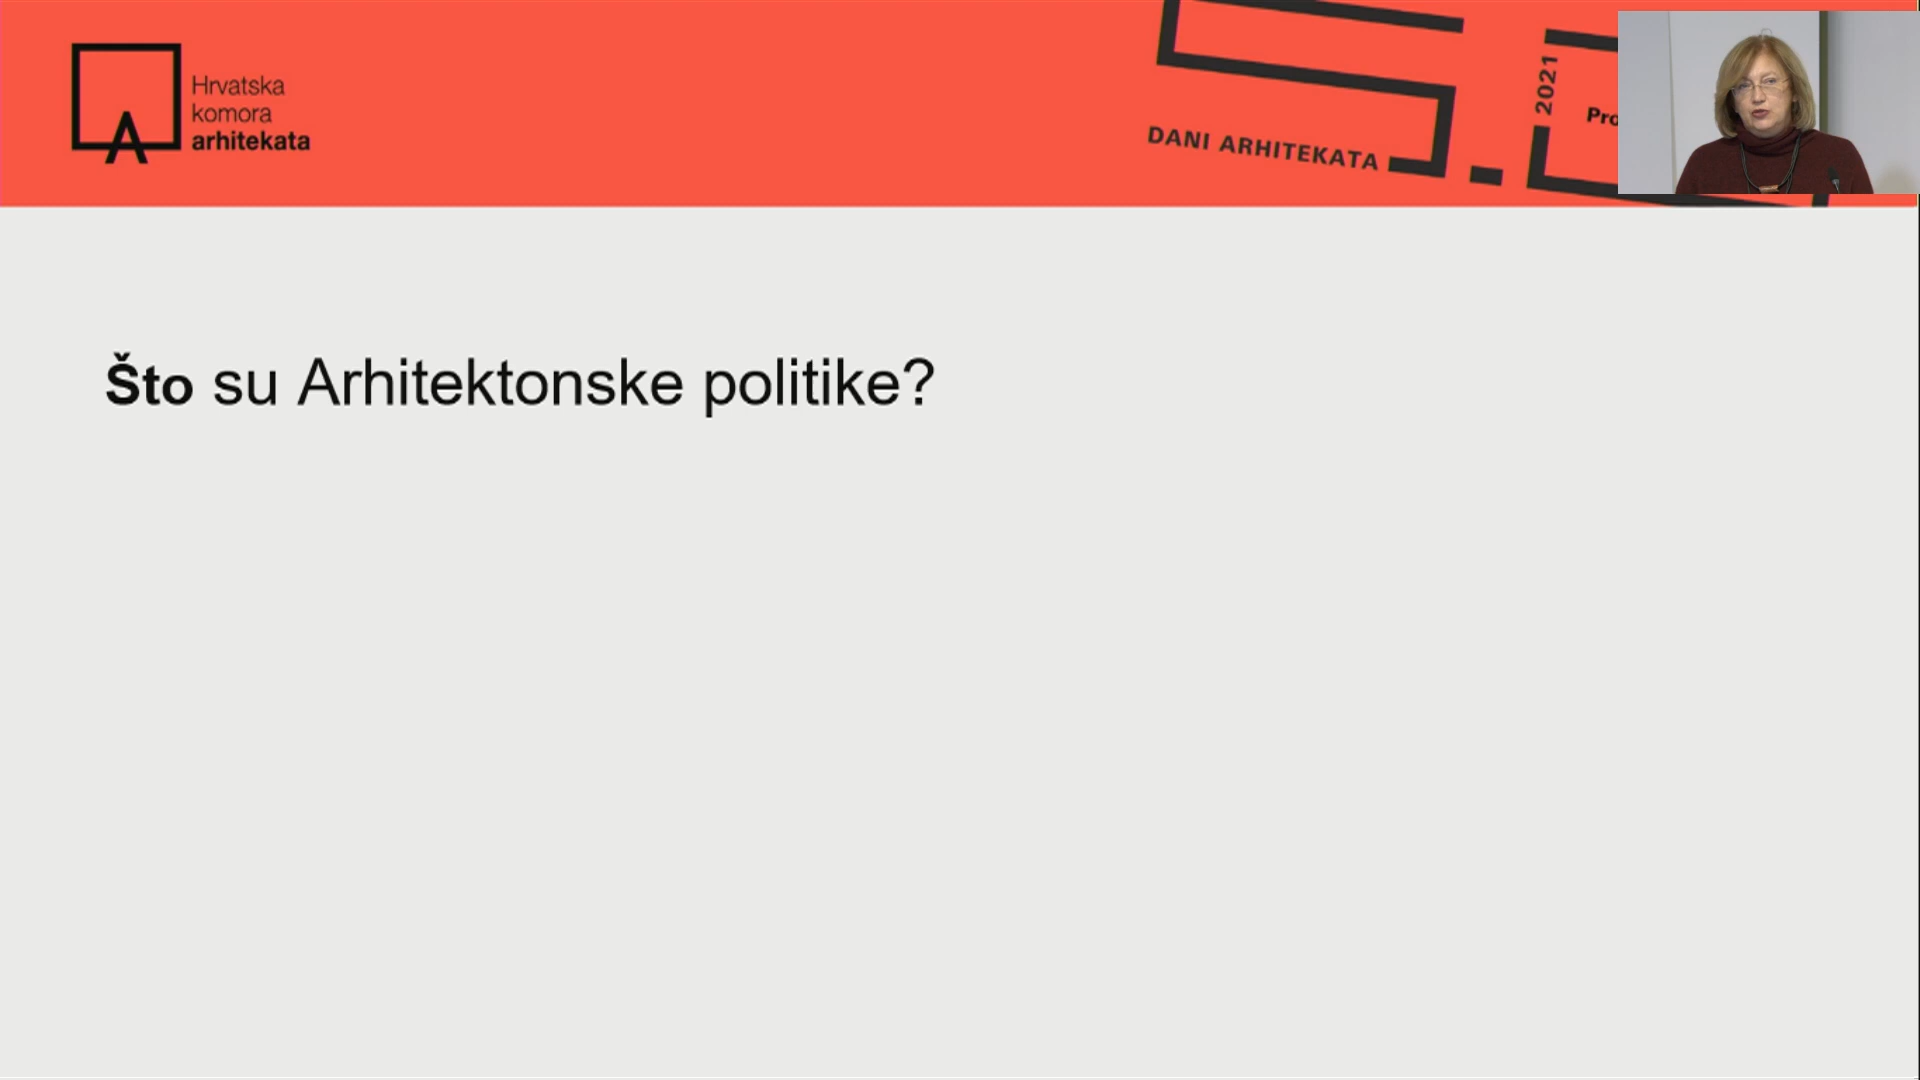 Hrvatska
komora
arhitekata
DANI ARHITEKATA
2021
Što su Arhitektonske politike?